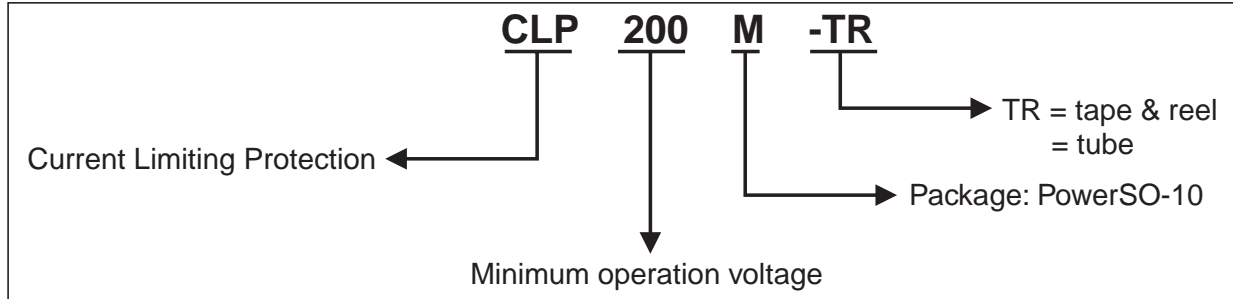 CLP 200 M -TR
TR = tape & reel
= tube
Current Limiting Protection
Package: PowerSO-10
Minimum operation voltage